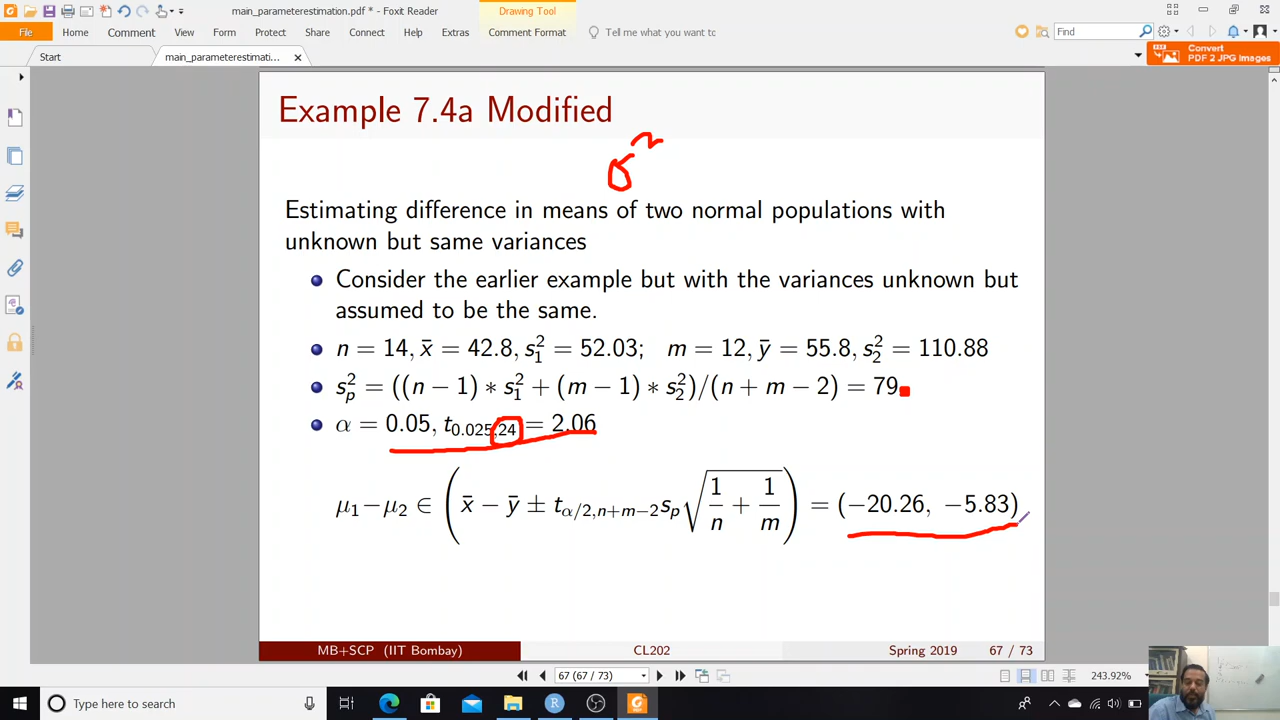 main_parameterestimation.pdf * - Foxit Reader
Drawing Tool
File Home Comment View Form Protect Share Connect Help Extras Comment Format Tell me what you want to Find
Start main_parameterestimati... Convert
PDF 2 JPG Images
Example 7.4a Modified
σ²
Estimating difference in means of two normal populations with
unknown but same variances
Consider the earlier example but with the variances unknown but
assumed to be the same.
n = 14, x̄ = 42.8, s₁² = 52.03; m = 12, ȳ = 55.8, s₂² = 110.88
sₚ² = ((n − 1) ∗ s₁² + (m − 1) ∗ s₂²)/(n + m − 2) = 79
α = 0.05, t₀.₀₂₅,₂₄ = 2.06
μ₁−μ₂ ∈ ( x̄ − ȳ ± t_{α/2,n+m−2} sₚ √(1/n + 1/m) ) = (−20.26, −5.83)
MB+SCP (IIT Bombay) CL202 Spring 2019 67 / 73
67 (67 / 73) 243.92%
Type here to search